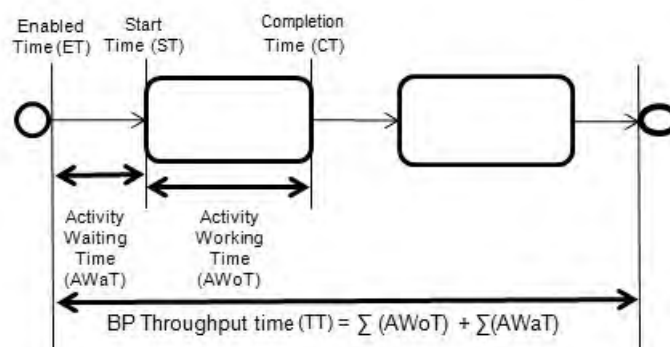 Enabled
Time (ET)
Start
Time (ST)
Completion
Time (CT)
Activity
Waiting
Time
(AWaT)
Activity
Working
Time
(AWoT)
BP Throughput time (TT) = ∑ (AWoT) + ∑(AWaT)